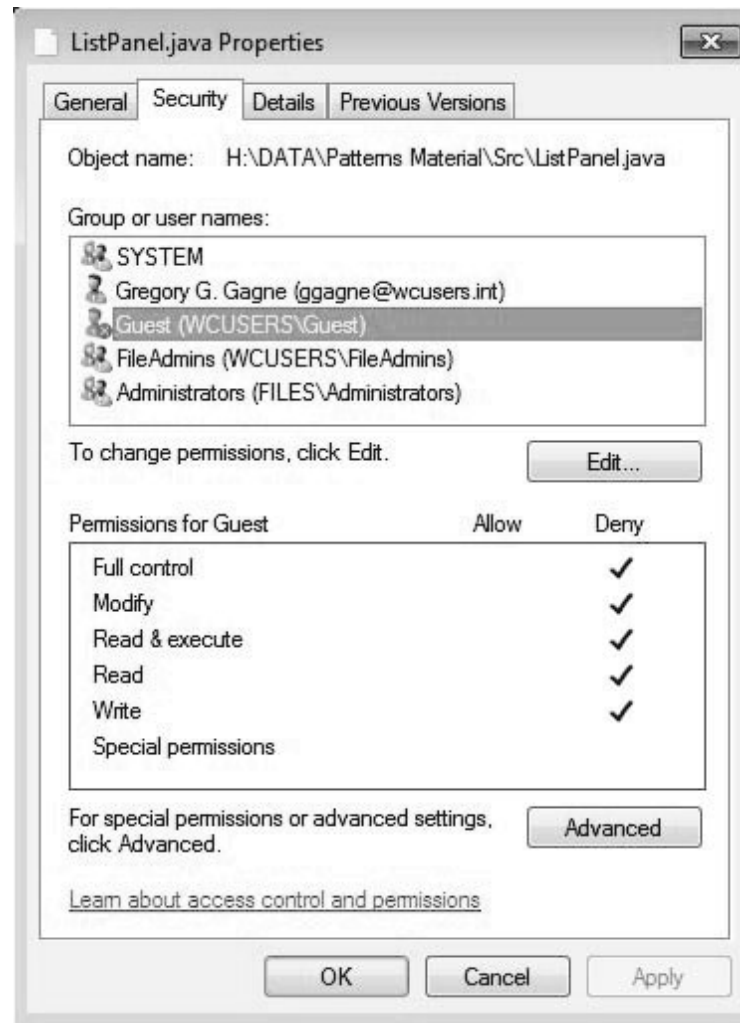 ListPanel.java Properties
General Security Details Previous Versions
Object name: H:\DATA\Patterns Material\Src\ListPanel.java
Group or user names:
SYSTEM
Gregory G. Gagne (ggagne@wcusers.int)
Guest (WCUSERS\Guest)
FileAdmins (WCUSERS\FileAdmins)
Administrators (FILES\Administrators)
To change permissions, click Edit. Edit...
Permissions for Guest Allow Deny
Full control
Modify
Read & execute
Read
Write
Special permissions
For special permissions or advanced settings,
click Advanced. Advanced
Learn about access control and permissions
OK Cancel Apply